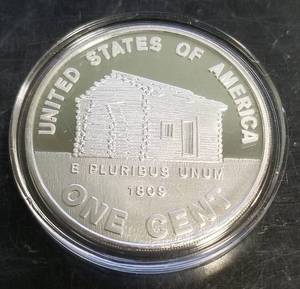 UNITED STATES OF AMERICA
E PLURIBUS UNUM
1809
ONE CENT